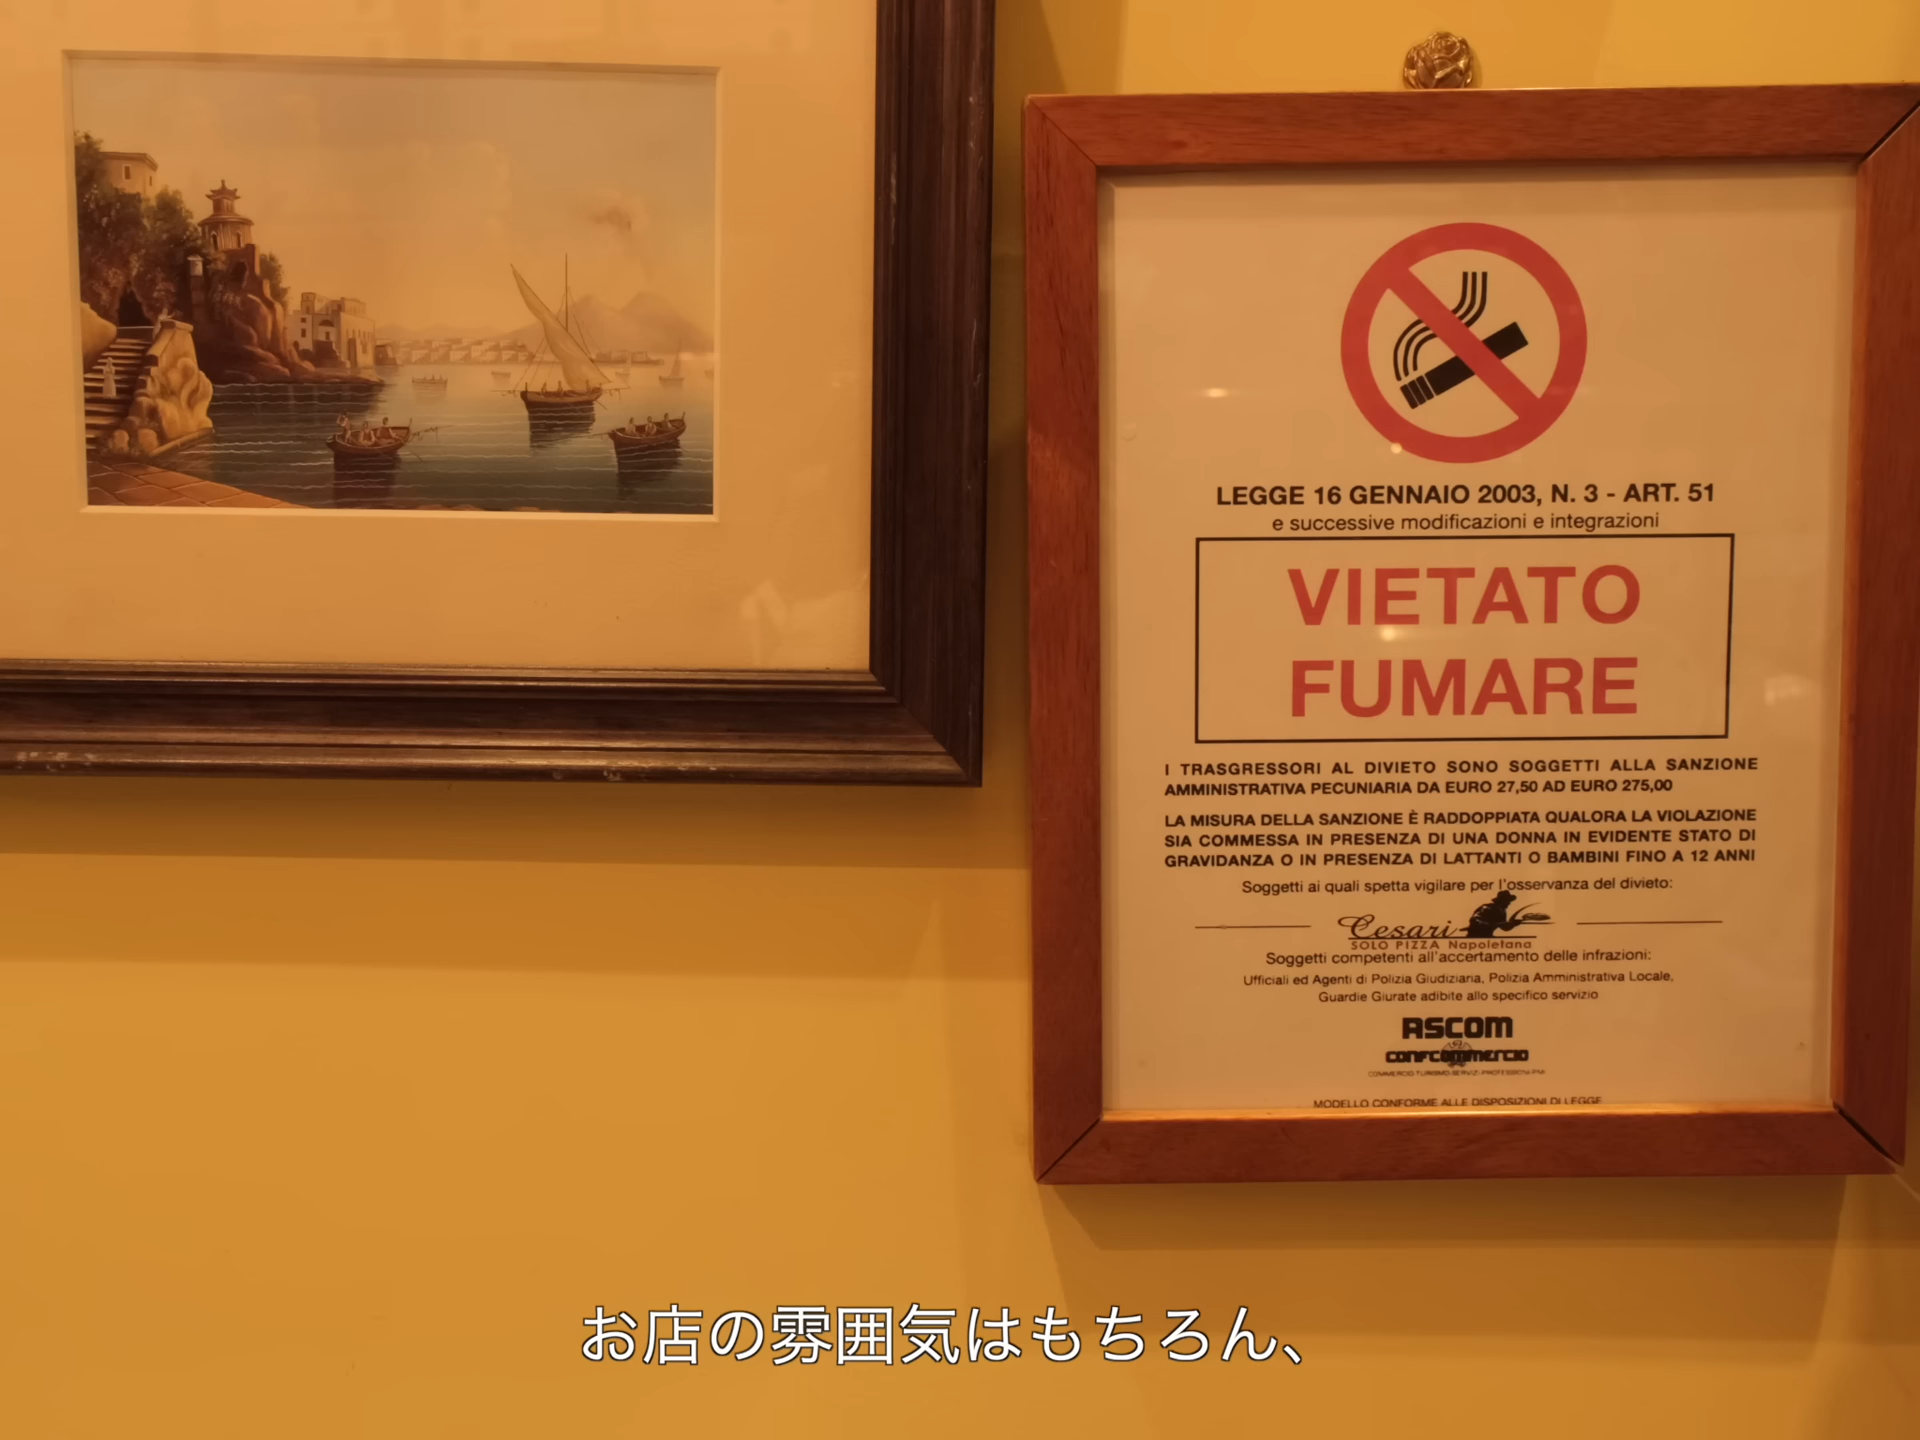 LEGGE 16 GENNAIO 2003, N. 3 - ART. 51
e successive modificazioni e integrazioni
VIETATO
FUMARE
I TRASGRESSORI AL DIVIETO SONO SOGGETTI ALLA SANZIONE
AMMINISTRATIVA PECUNIARIA DA EURO 27,50 AD EURO 275,00
LA MISURA DELLA SANZIONE È RADDOPPIATA QUALORA LA VIOLAZIONE
SIA COMMESSA IN PRESENZA DI UNA DONNA IN EVIDENTE STATO DI
GRAVIDANZA O IN PRESENZA DI LATTANTI O BAMBINI FINO A 12 ANNI
Soggetti ai quali spetta vigilare per l'osservanza del divieto:
Cesari
SOLO PIZZA Napoletana
Soggetti competenti all'accertamento delle infrazioni:
Ufficiali ed Agenti di Polizia Giudiziaria, Polizia Amministrativa Locale,
Guardie Giurate adibite allo specifico servizio
ASCOM
CONFCOMMERCIO
COMMERCIO-TURISMO-SERVIZI-PROFESSIONI-PMI
MODELLO CONFORME ALLE DISPOSIZIONI DI LEGGE
お店の雰囲気はもちろん、